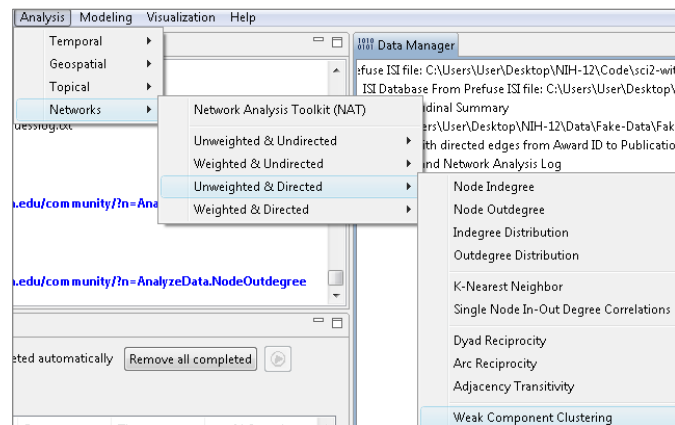 Analysis Modeling Visualization Help
Temporal
Geospatial
Topical
Networks
Data Manager
efuse ISI file: C:\Users\User\Desktop\NIH-12\Code\sci2-wit
ISI Database From Prefuse ISI file: C:\Users\User\Desktop\
dinal Summary
ers\User\Desktop\NIH-12\Data\Fake-Data\Fak
ith directed edges from Award ID to Publicatio
nd Network Analysis Log
Network Analysis Toolkit (NAT)
Unweighted & Undirected
Weighted & Undirected
Unweighted & Directed
Weighted & Directed
.edu/community/?n=Ana
.edu/community/?n=AnalyzeData.NodeOutdegree
Node Indegree
Node Outdegree
Indegree Distribution
Outdegree Distribution
K-Nearest Neighbor
Single Node In-Out Degree Correlations
Dyad Reciprocity
Arc Reciprocity
Adjacency Transitivity
Weak Component Clustering
eted automatically Remove all completed